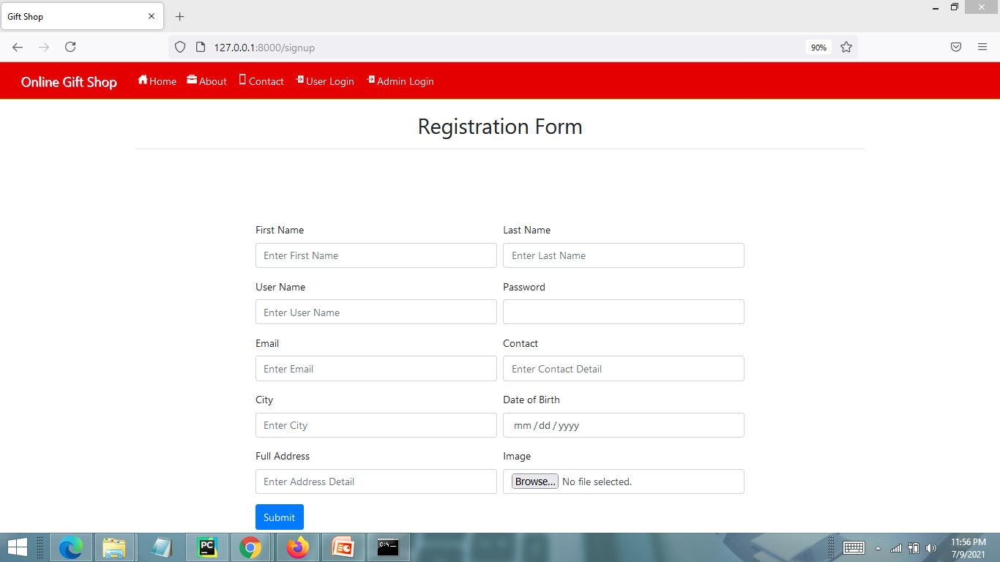 Gift Shop
127.0.0.1:8000/signup
90%
Online Gift Shop Home About Contact User Login Admin Login
Registration Form
First Name Last Name
Enter First Name Enter Last Name
User Name Password
Enter User Name
Email Contact
Enter Email Enter Contact Detail
City Date of Birth
Enter City mm / dd / yyyy
Full Address Image
Enter Address Detail Browse... No file selected.
Submit
PC
C:\_
11:56 PM
7/9/2021